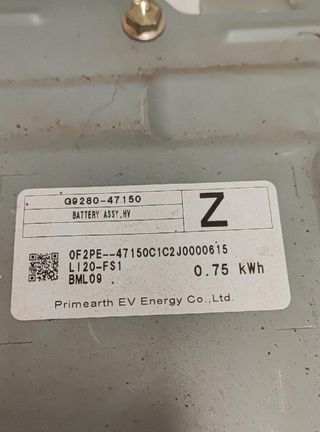 G9280-47150
BATTERY ASSY,HV
Z
0F2PE--47150C1C2J0000615
LI20-FS1
0.75 kWh
BML09
Primearth EV Energy Co.,Ltd.